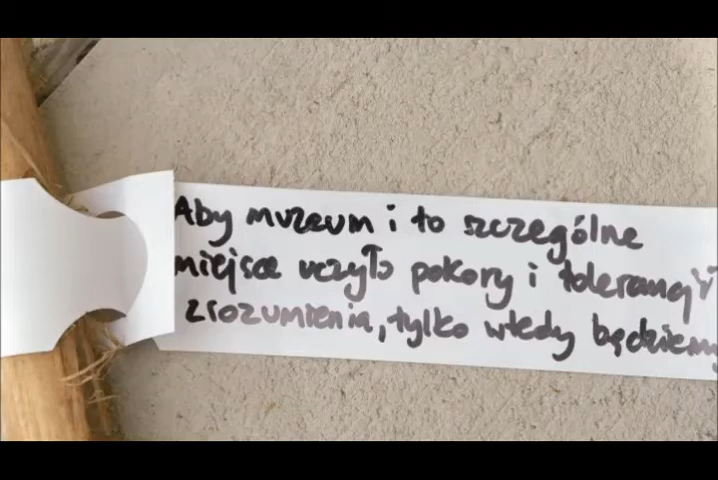 Aby muzeum i to szczególne
miejsce uczyło pokory i tolerancji
zrozumienia, tylko wtedy będziemy